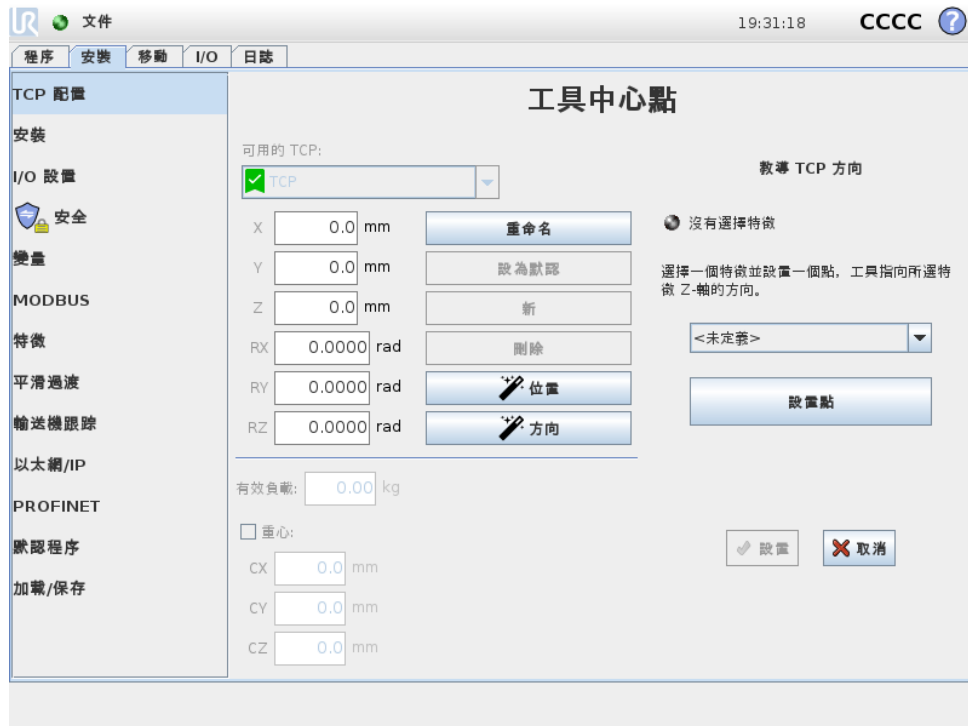 UR 文件 19:31:18 CCCC ?
程序 安裝 移動 I/O 日誌
TCP 配置
安裝
I/O 設置
安全
變量
MODBUS
特徵
平滑過渡
輸送機跟踪
以太網/IP
PROFINET
默認程序
加載/保存
工具中心點
可用的 TCP:
TCP
X 0.0 mm 重命名
Y 0.0 mm 設為默認
Z 0.0 mm 新
RX 0.0000 rad 刪除
RY 0.0000 rad 位置
RZ 0.0000 rad 方向
有效負載: 0.00 kg
重心:
CX 0.0 mm
CY 0.0 mm
CZ 0.0 mm
教導 TCP 方向
沒有選擇特徵
選擇一個特徵並設置一個點，工具指向所選特
徵 Z-軸的方向。
<未定義>
設置點
設置 取消